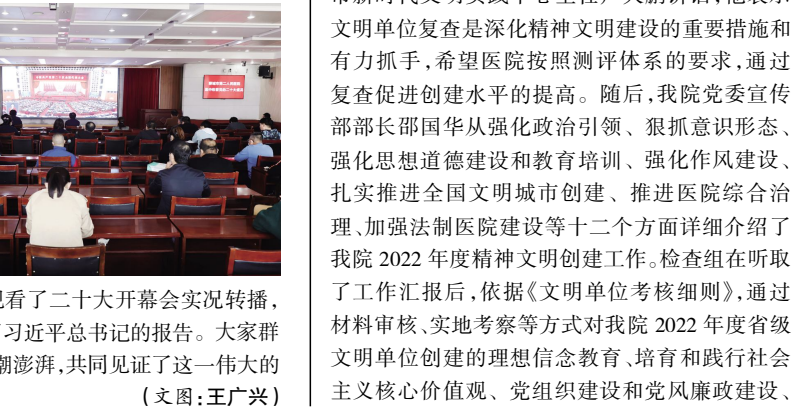 观看了二十大开幕会实况转播，
习近平总书记的报告。大家群
潮澎湃，共同见证了这一伟大的
（文图：王广兴）
文明单位复查是深化精神文明建设的重要措施和
有力抓手，希望医院按照测评体系的要求，通过
复查促进创建水平的提高。随后，我院党委宣传
部部长邵国华从强化政治引领、狠抓意识形态、
强化思想道德建设和教育培训、强化作风建设、
扎实推进全国文明城市创建、推进医院综合治
理、加强法制医院建设等十二个方面详细介绍了
我院 2022 年度精神文明创建工作。检查组在听取
了工作汇报后，依据《文明单位考核细则》，通过
材料审核、实地考察等方式对我院 2022 年度省级
文明单位创建的理想信念教育、培育和践行社会
主义核心价值观、党组织建设和党风廉政建设、